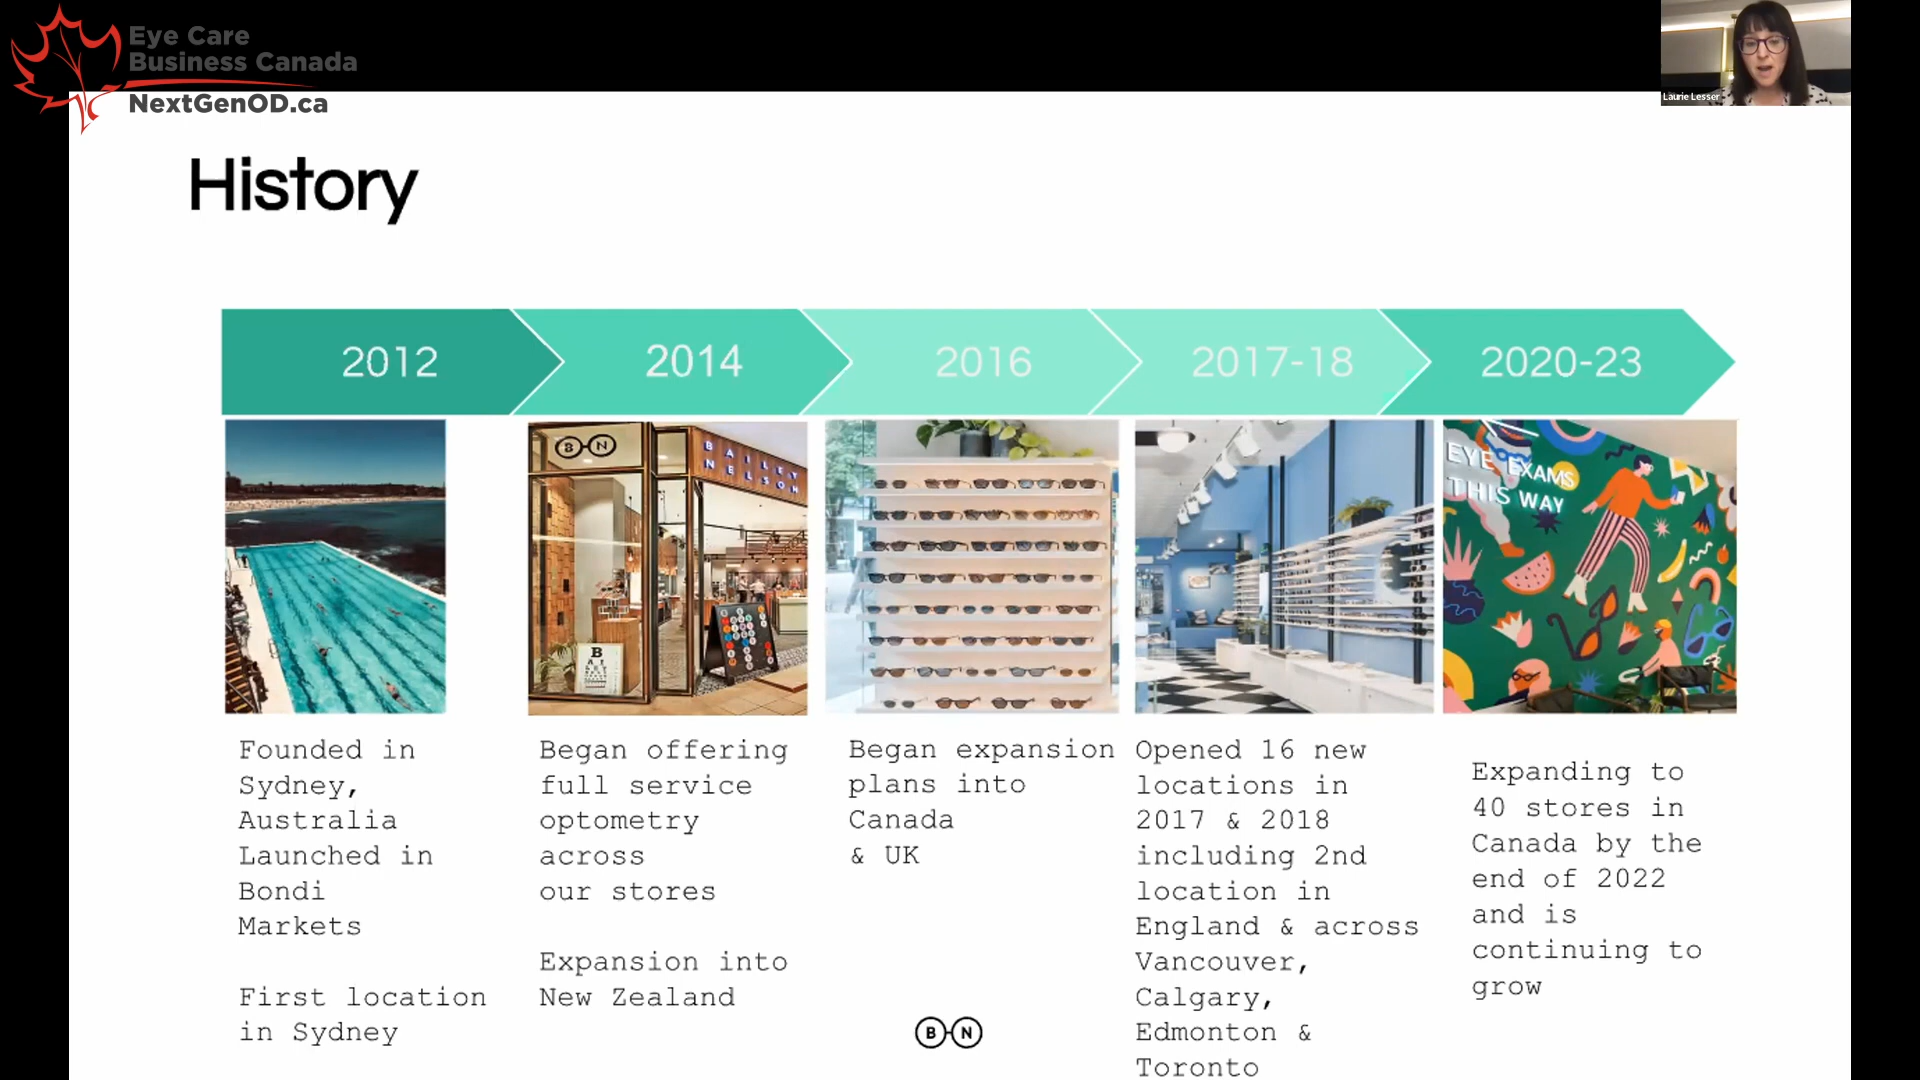 Eye Care
Business Canada
NextGenOD.ca
Laurie Lesser
History
2012
2014
2016
2017-18
2020-23
B N
BAILEY
NELSON
B
EYE EXAMS
THIS WAY
Founded in
Sydney,
Australia
Launched in
Bondi
Markets
First location
in Sydney
Began offering
full service
optometry
across
our stores
Expansion into
New Zealand
Began expansion
plans into
Canada
& UK
Opened 16 new
locations in
2017 & 2018
including 2nd
location in
England & across
Vancouver,
Calgary,
Edmonton &
Toronto
Expanding to
40 stores in
Canada by the
end of 2022
and is
continuing to
grow
B N